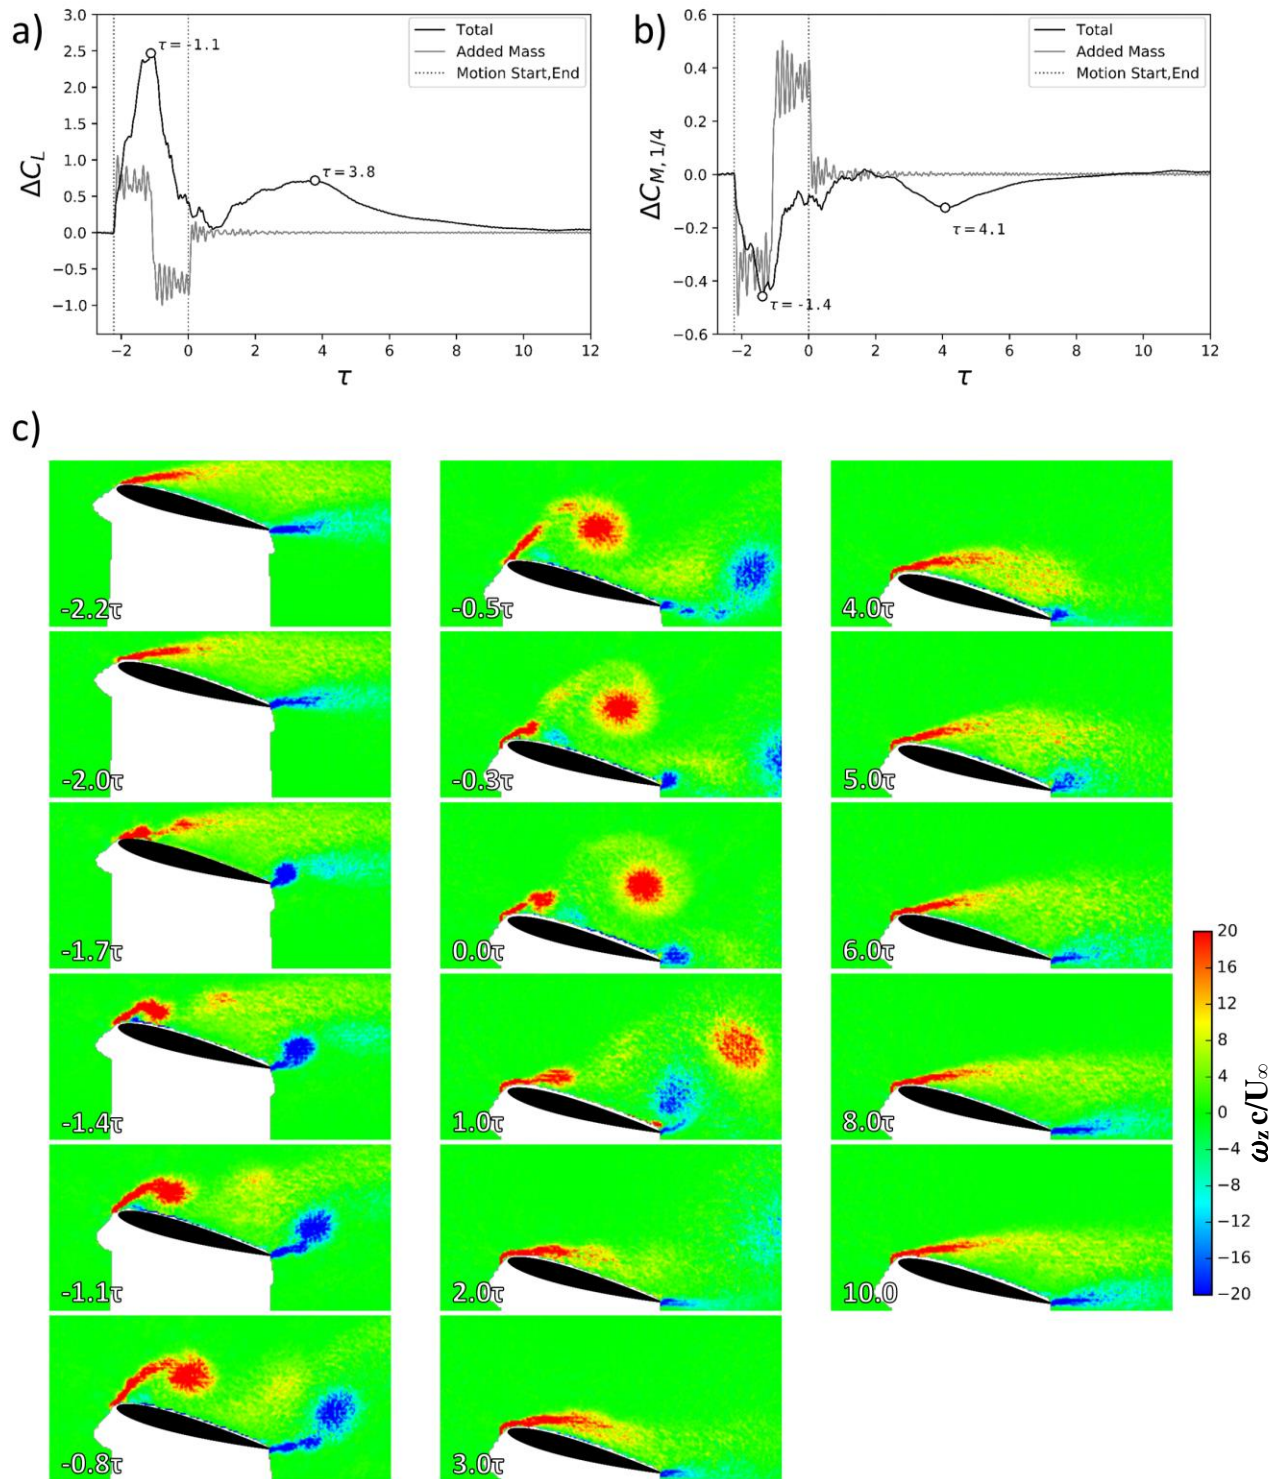 a)
3.0
2.5
2.0
1.5
1.0
0.5
0.0
−0.5
−1.0
ΔC_L
τ = -1.1
τ = 3.8
Total
Added Mass
Motion Start,End
−2 0 2 4 6 8 10 12
τ
b)
0.6
0.4
0.2
0.0
−0.2
−0.4
−0.6
ΔC_M, 1/4
Total
Added Mass
Motion Start,End
τ = 4.1
τ = -1.4
−2 0 2 4 6 8 10 12
τ
c)
-2.2τ
-2.0τ
-1.7τ
-1.4τ
-1.1τ
-0.8τ
-0.5τ
-0.3τ
0.0τ
1.0τ
2.0τ
3.0τ
4.0τ
5.0τ
6.0τ
8.0τ
10.0
20
16
12
8
4
0
−4
−8
−12
−16
−20
ω_z c/U_∞